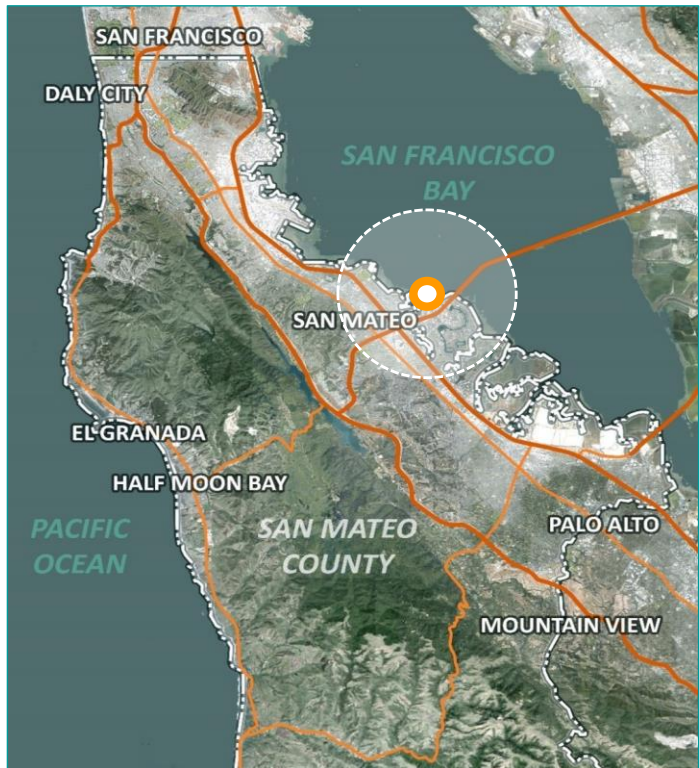 SAN FRANCISCO
DALY CITY
SAN FRANCISCO
BAY
SAN MATEO
EL GRANADA
HALF MOON BAY
PACIFIC
OCEAN
SAN MATEO
COUNTY
PALO ALTO
MOUNTAIN VIEW